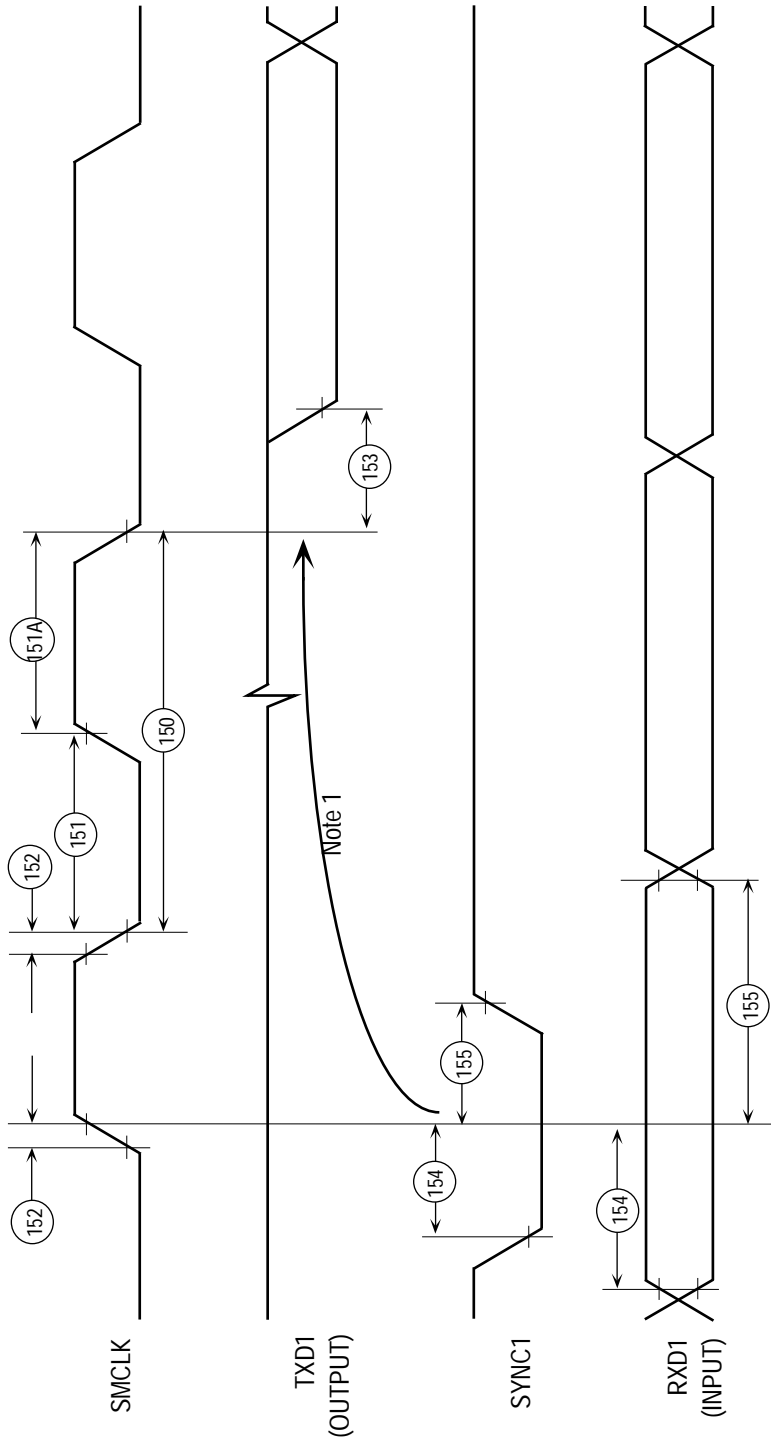 SMCLK
152
152
151
151A
150
TXD1
(OUTPUT)
Note 1
153
SYNC1
154
155
RXD1
(INPUT)
154
155